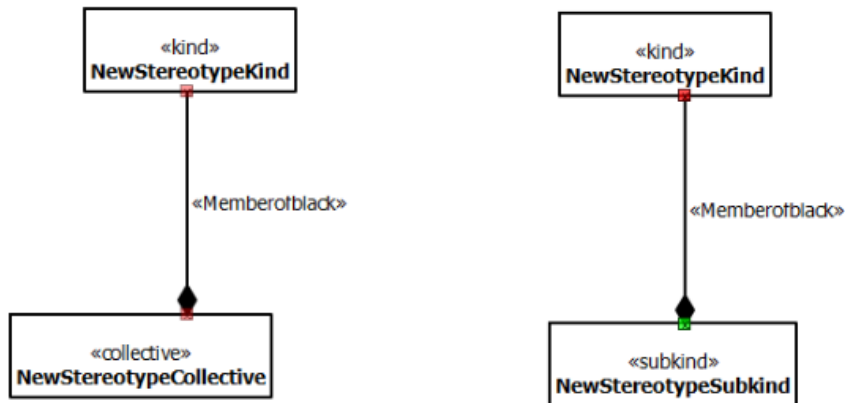 «kind»
NewStereotypeKind
«Memberofblack»
«collective»
NewStereotypeCollective
«kind»
NewStereotypeKind
«Memberofblack»
«subkind»
NewStereotypeSubkind